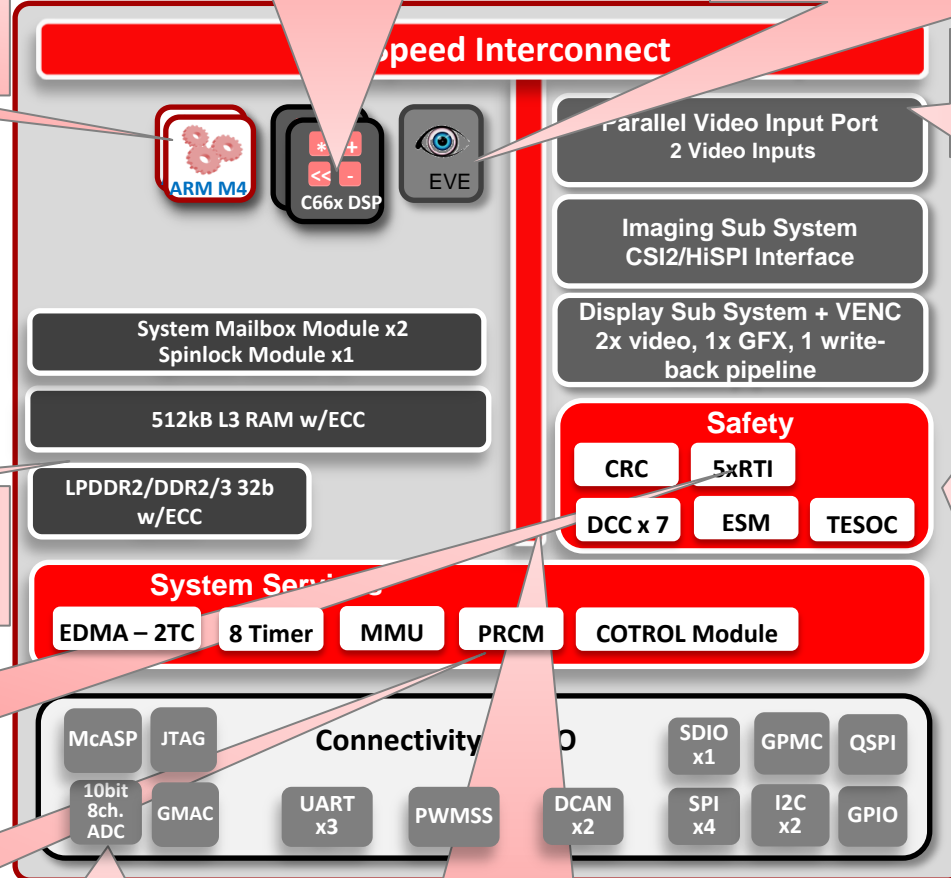 peed Interconnect
ARM M4
* +
<< -
C66x DSP
EVE
Parallel Video Input Port
2 Video Inputs
Imaging Sub System
CSI2/HiSPI Interface
Display Sub System + VENC
2x video, 1x GFX, 1 write-
back pipeline
System Mailbox Module x2
Spinlock Module x1
512kB L3 RAM w/ECC
LPDDR2/DDR2/3 32b
w/ECC
Safety
CRC
5xRTI
DCC x 7
ESM
TESOC
System Serv s
EDMA – 2TC
8 Timer
MMU
PRCM
COTROL Module
Connectivity O
McASP
JTAG
SDIO
x1
GPMC
QSPI
10bit
8ch.
ADC
GMAC
UART
x3
PWMSS
DCAN
x2
SPI
x4
I2C
x2
GPIO